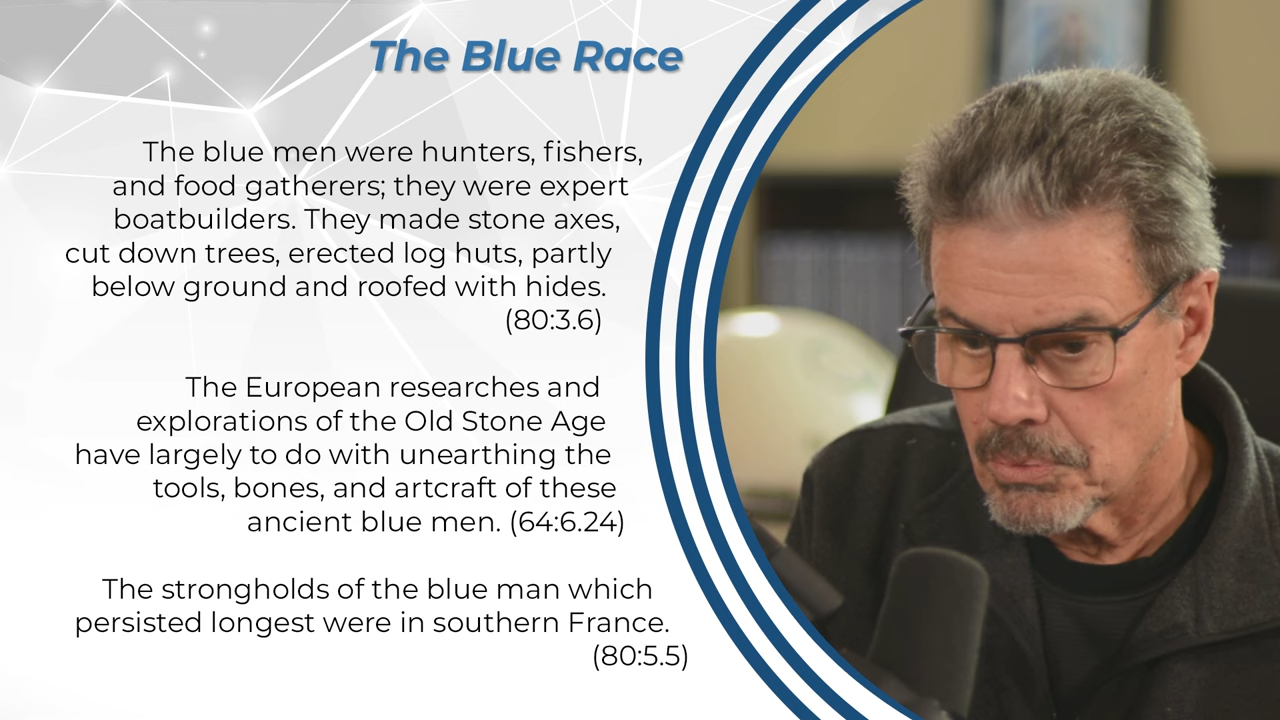 The Blue Race
The blue men were hunters, fishers,
and food gatherers; they were expert
boatbuilders. They made stone axes,
cut down trees, erected log huts, partly
below ground and roofed with hides.
(80:3.6)
The European researches and
explorations of the Old Stone Age
have largely to do with unearthing the
tools, bones, and artcraft of these
ancient blue men. (64:6.24)
The strongholds of the blue man which
persisted longest were in southern France.
(80:5.5)